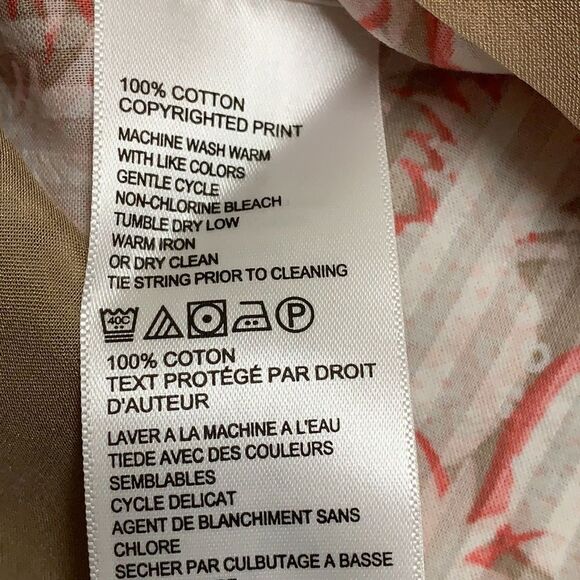 100% COTTON
COPYRIGHTED PRINT
MACHINE WASH WARM
WITH LIKE COLORS
GENTLE CYCLE
NON-CHLORINE BLEACH
TUMBLE DRY LOW
WARM IRON
OR DRY CLEAN
TIE STRING PRIOR TO CLEANING
40C P
100% COTON
TEXT PROTÉGÉ PAR DROIT
D'AUTEUR
LAVER A LA MACHINE A L'EAU
TIEDE AVEC DES COULEURS
SEMBLABLES
CYCLE DELICAT
AGENT DE BLANCHIMENT SANS
CHLORE
SECHER PAR CULBUTAGE A BASSE